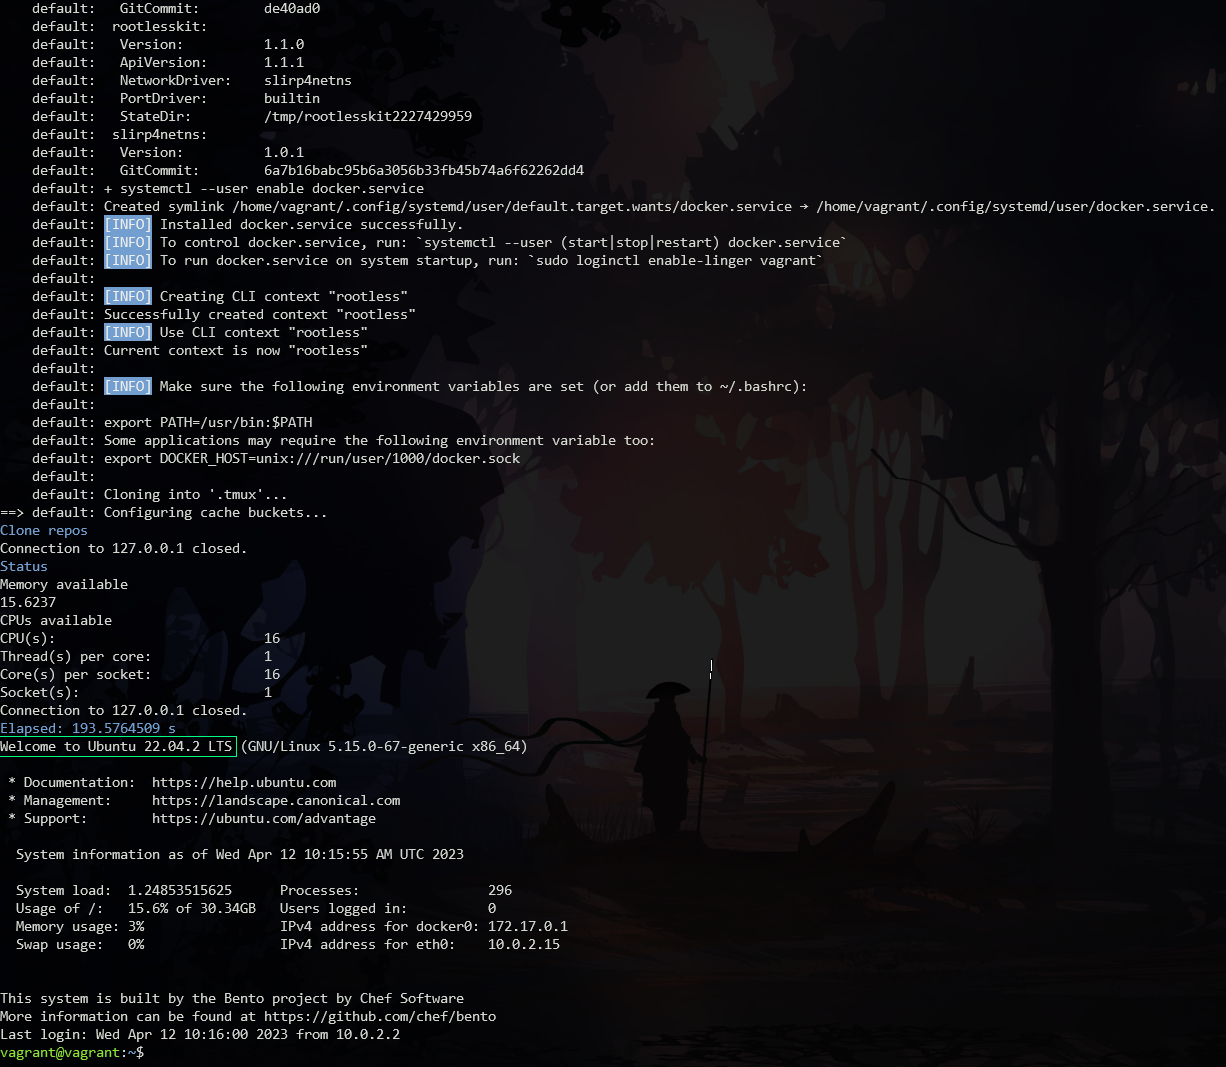 default:   GitCommit:        de40ad0
default:  rootlesskit:
default:   Version:          1.1.0
default:   ApiVersion:       1.1.1
default:   NetworkDriver:    slirp4netns
default:   PortDriver:       builtin
default:   StateDir:         /tmp/rootlesskit2227429959
default:  slirp4netns:
default:   Version:          1.0.1
default:   GitCommit:        6a7b16babc95b6a3056b33fb45b74a6f62262dd4
default: + systemctl --user enable docker.service
default: Created symlink /home/vagrant/.config/systemd/user/default.target.wants/docker.service → /home/vagrant/.config/systemd/user/docker.service.
default: [INFO] Installed docker.service successfully.
default: [INFO] To control docker.service, run: `systemctl --user (start|stop|restart) docker.service`
default: [INFO] To run docker.service on system startup, run: `sudo loginctl enable-linger vagrant`
default:
default: [INFO] Creating CLI context "rootless"
default: Successfully created context "rootless"
default: [INFO] Use CLI context "rootless"
default: Current context is now "rootless"
default:
default: [INFO] Make sure the following environment variables are set (or add them to ~/.bashrc):
default:
default: export PATH=/usr/bin:$PATH
default: Some applications may require the following environment variable too:
default: export DOCKER_HOST=unix:///run/user/1000/docker.sock
default:
default: Cloning into '.tmux'...
==> default: Configuring cache buckets...
Clone repos
Connection to 127.0.0.1 closed.
Status
Memory available
15.6237
CPUs available
CPU(s):                          16
Thread(s) per core:              1
Core(s) per socket:              16
Socket(s):                       1
Connection to 127.0.0.1 closed.
Elapsed: 193.5764509 s
Welcome to Ubuntu 22.04.2 LTS (GNU/Linux 5.15.0-67-generic x86_64)
* Documentation:  https://help.ubuntu.com
* Management:     https://landscape.canonical.com
* Support:        https://ubuntu.com/advantage
System information as of Wed Apr 12 10:15:55 AM UTC 2023
System load:  1.24853515625      Processes:                296
Usage of /:   15.6% of 30.34GB   Users logged in:          0
Memory usage: 3%                 IPv4 address for docker0: 172.17.0.1
Swap usage:   0%                 IPv4 address for eth0:    10.0.2.15
This system is built by the Bento project by Chef Software
More information can be found at https://github.com/chef/bento
Last login: Wed Apr 12 10:16:00 2023 from 10.0.2.2
vagrant@vagrant:~$